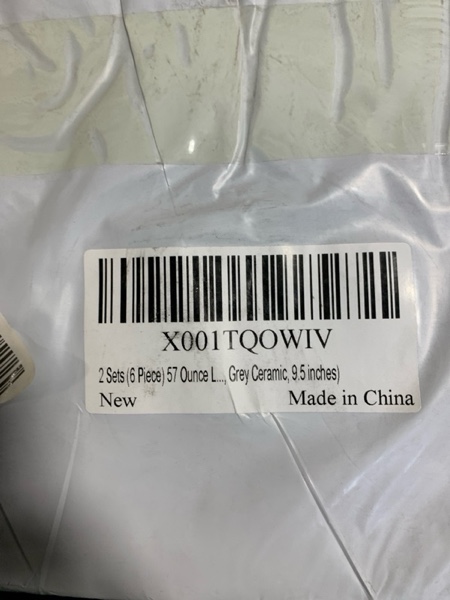 X001TQOWIV
2 Sets (6 Piece) 57 Ounce L..., Grey Ceramic, 9.5 inches)
New Made in China